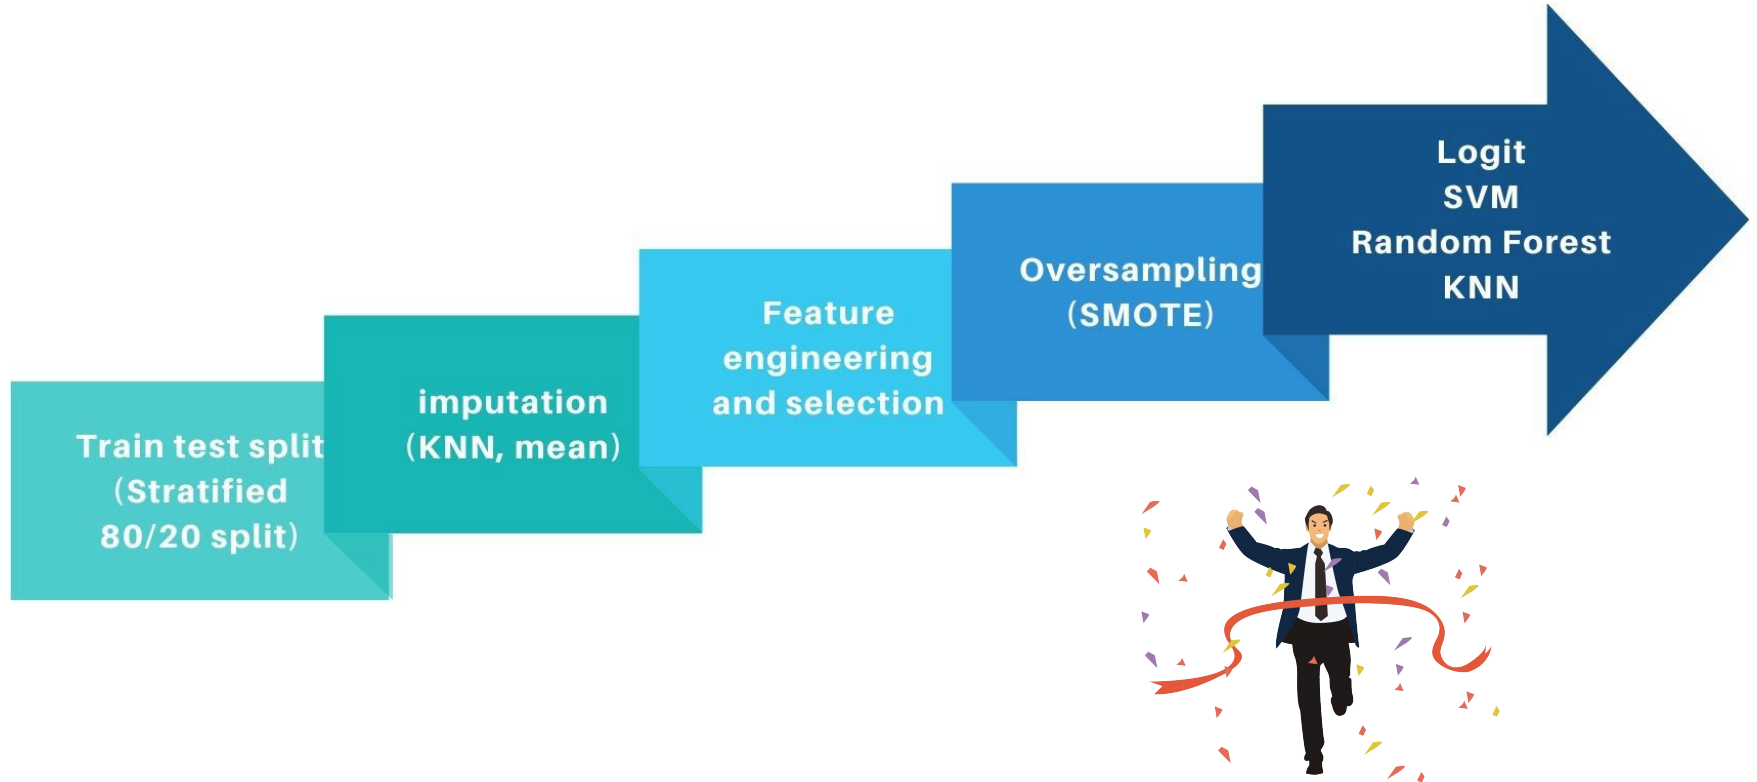 Train test split
(Stratified
80/20 split)
imputation
(KNN, mean)
Feature
engineering
and selection
Oversampling
(SMOTE)
Logit
SVM
Random Forest
KNN